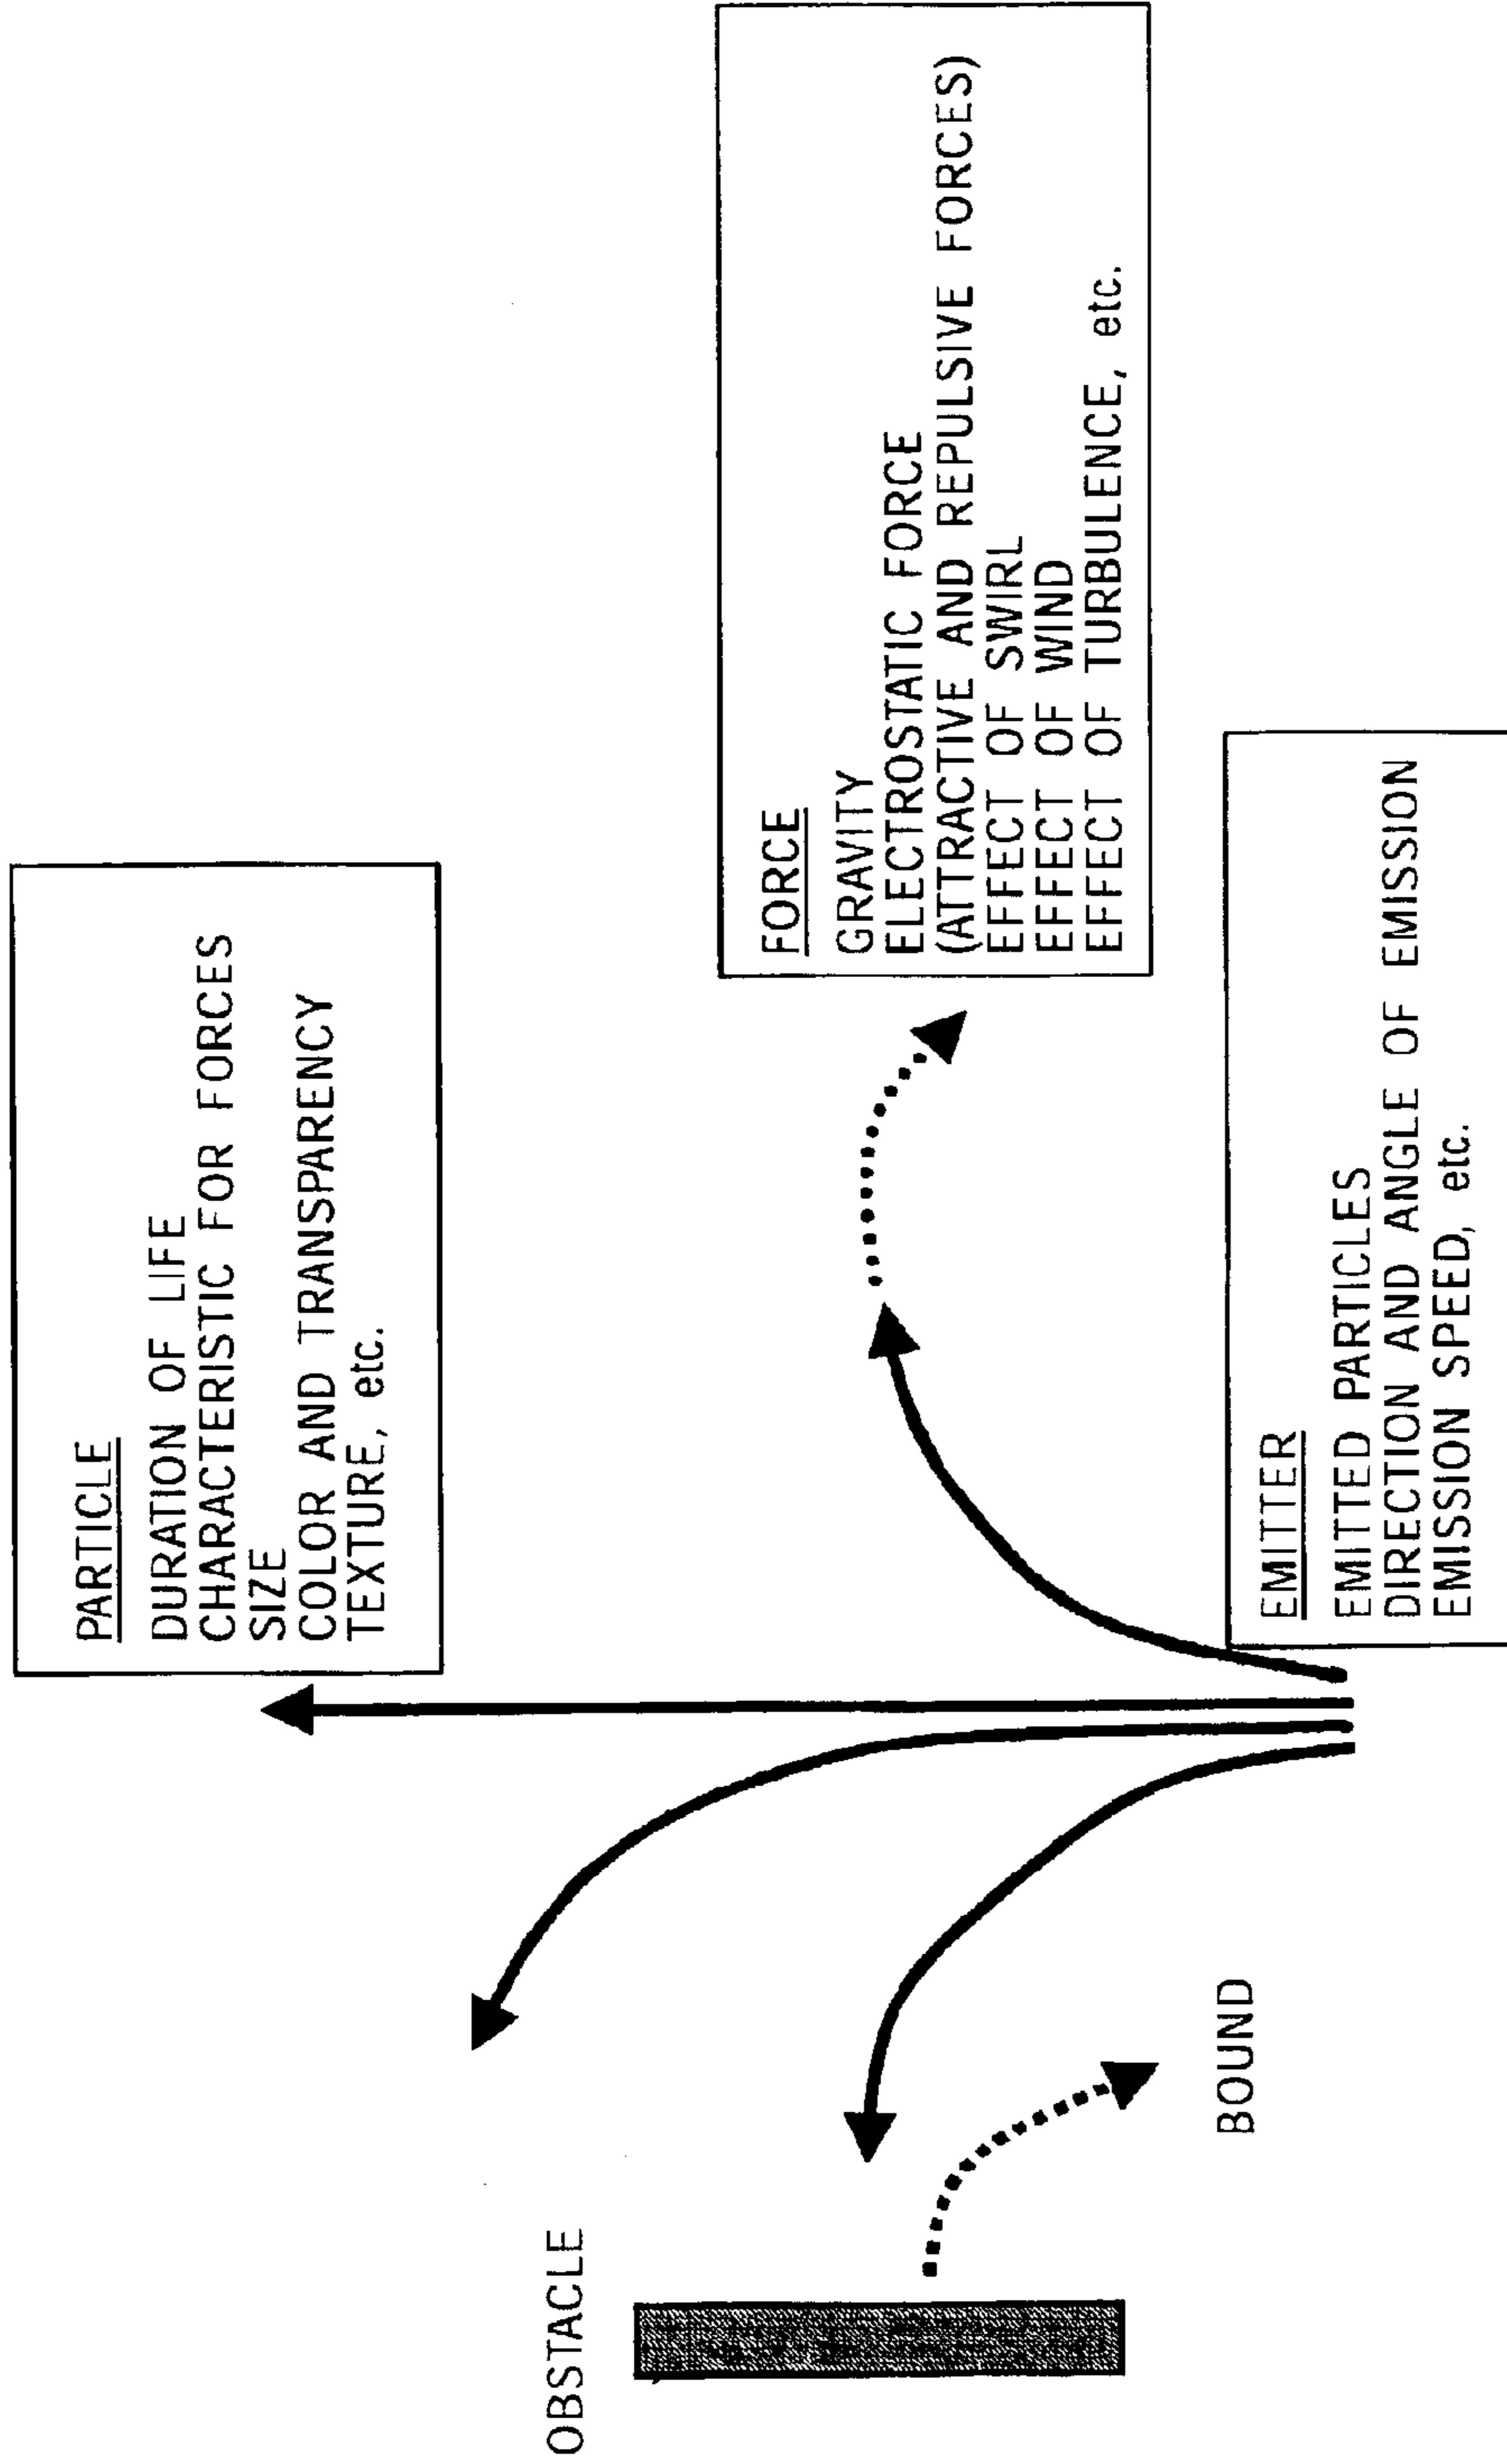 PARTICLE
DURATION OF LIFE
CHARACTERISTIC FOR FORCES
SIZE
COLOR AND TRANSPARENCY
TEXTURE, etc.
OBSTACLE
FORCE
GRAVITY
ELECTROSTATIC FORCE
(ATTRACTIVE AND REPULSIVE FORCES)
EFFECT OF SWIRL
EFFECT OF WIND
EFFECT OF TURBULENCE, etc.
BOUND
EMITTER
EMITTED PARTICLES
DIRECTION AND ANGLE OF EMISSION
EMISSION SPEED, etc.